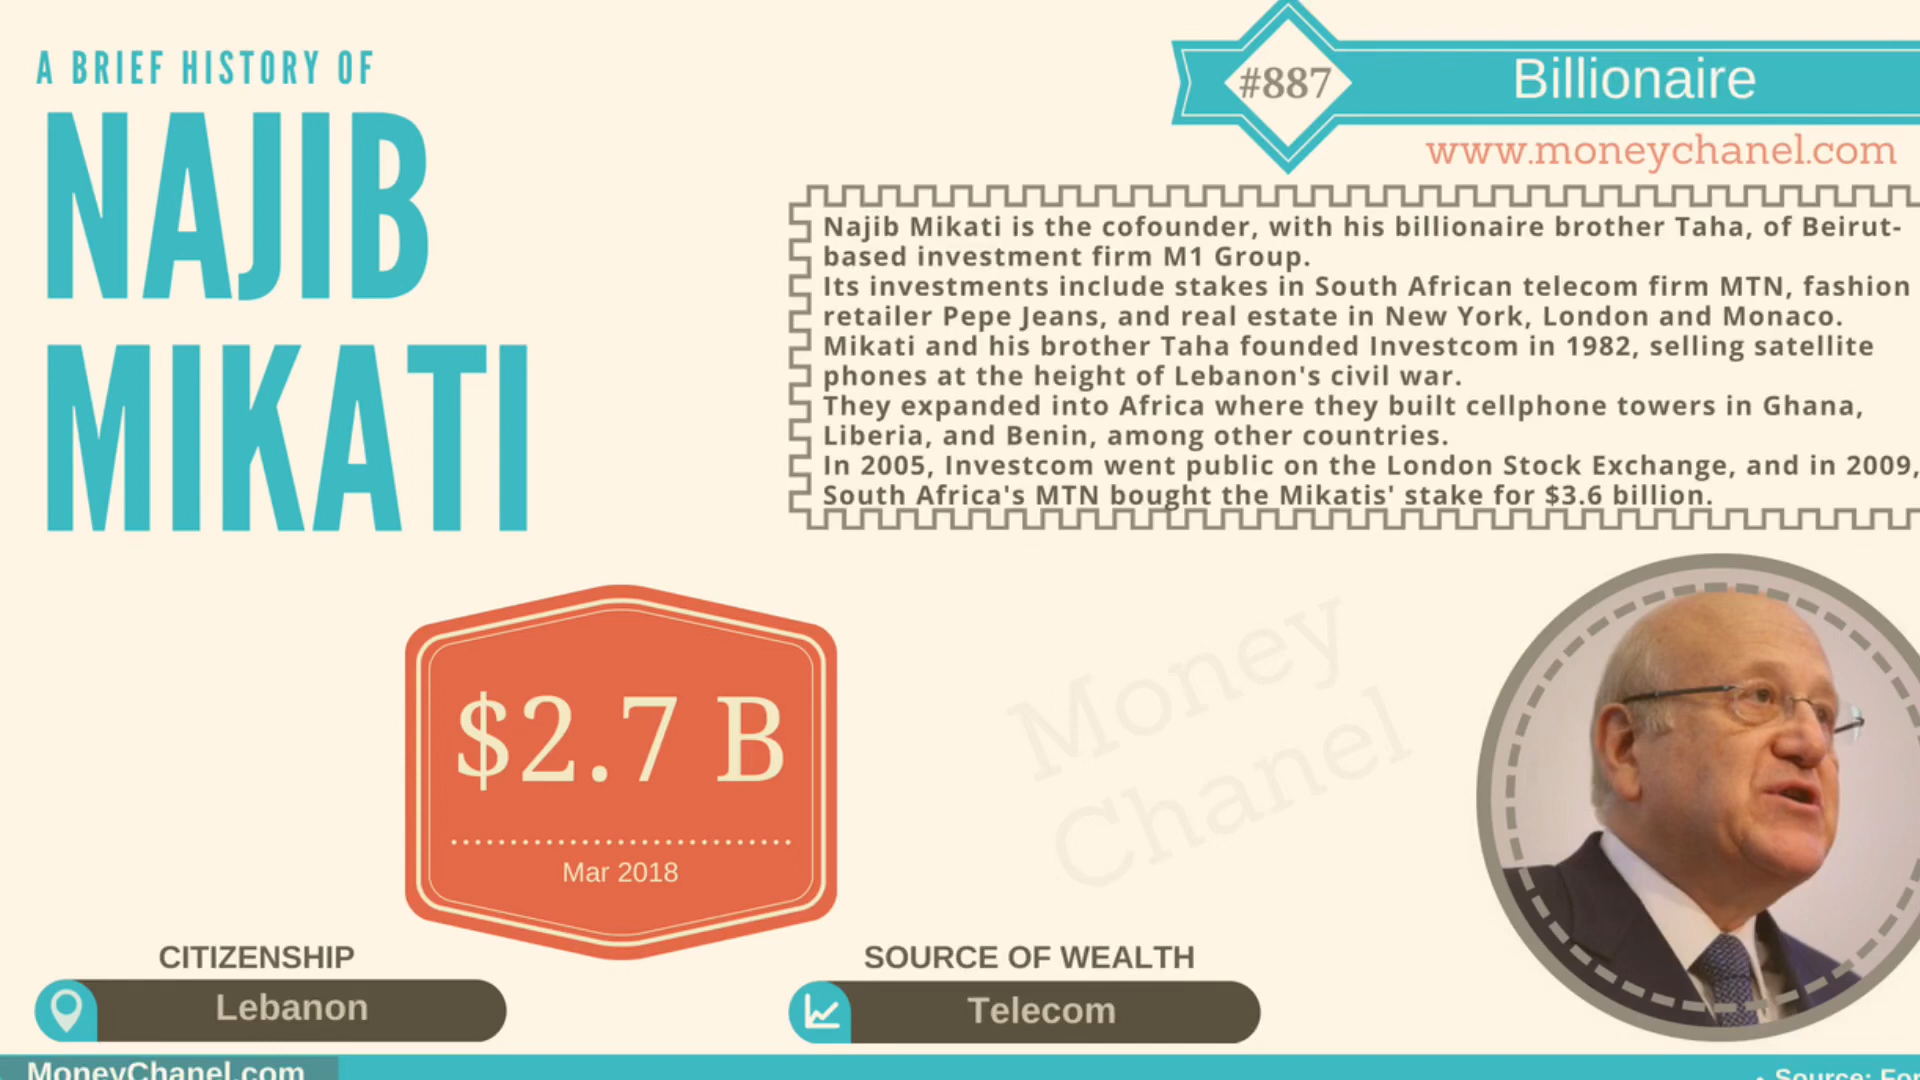 A BRIEF HISTORY OF
NAJIB
MIKATI
#887
Billionaire
www.moneychanel.com
Najib Mikati is the cofounder, with his billionaire brother Taha, of Beirut-
based investment firm M1 Group.
Its investments include stakes in South African telecom firm MTN, fashion
retailer Pepe Jeans, and real estate in New York, London and Monaco.
Mikati and his brother Taha founded Investcom in 1982, selling satellite
phones at the height of Lebanon's civil war.
They expanded into Africa where they built cellphone towers in Ghana,
Liberia, and Benin, among other countries.
In 2005, Investcom went public on the London Stock Exchange, and in 2009,
South Africa's MTN bought the Mikatis' stake for $3.6 billion.
Money
Chanel
$2.7 B
Mar 2018
CITIZENSHIP
Lebanon
SOURCE OF WEALTH
Telecom
MoneyChanel.com
• Source: